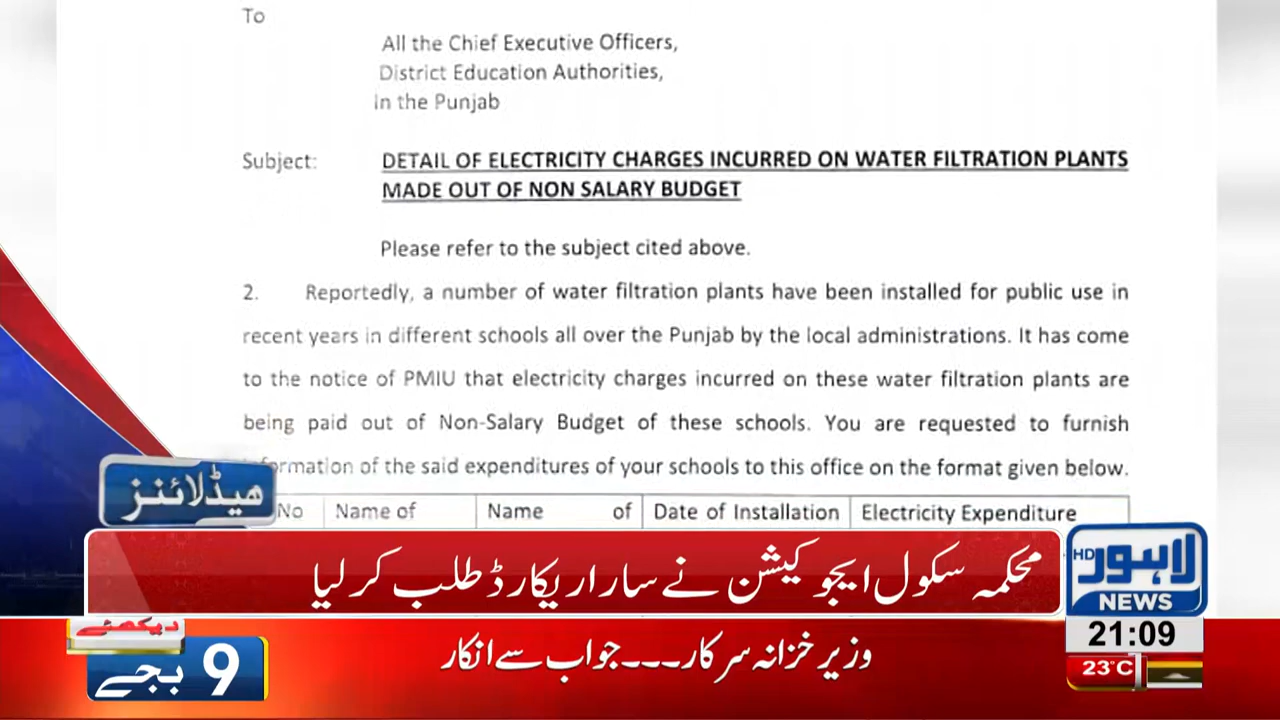 To
All the Chief Executive Officers,
District Education Authorities,
in the Punjab
Subject: DETAIL OF ELECTRICITY CHARGES INCURRED ON WATER FILTRATION PLANTS
MADE OUT OF NON SALARY BUDGET
Please refer to the subject cited above.
2. Reportedly, a number of water filtration plants have been installed for public use in
recent years in different schools all over the Punjab by the local administrations. It has come
to the notice of PMIU that electricity charges incurred on these water filtration plants are
being paid out of Non-Salary Budget of these schools. You are requested to furnish
information of the said expenditures of your schools to this office on the format given below.
No Name of Name of Date of Installation Electricity Expenditure
ہیڈلائنز
محکمہ سکول ایجوکیشن نے سارا ریکارڈ طلب کر لیا
HD لاہور
NEWS
21:09
23°C
دیکھئے
9 بجے
وزیر خزانہ سرکار۔۔۔جواب سے انکار